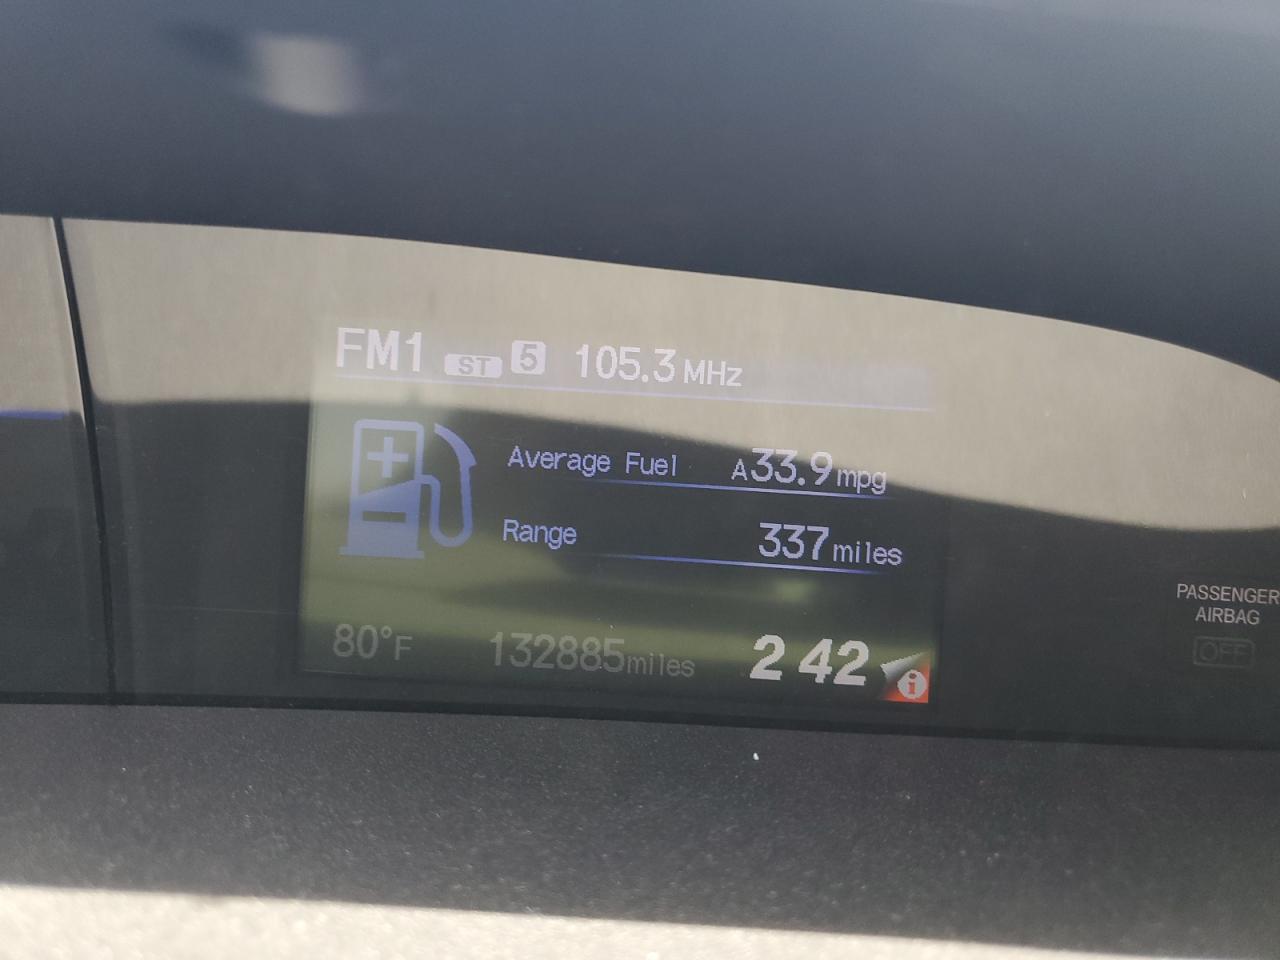 FM1 ST 5 105.3 MHz
Average Fuel A33.9 mpg
Range 337 miles
80°F 132885 miles 2 42 i
PASSENGER
AIRBAG
OFF